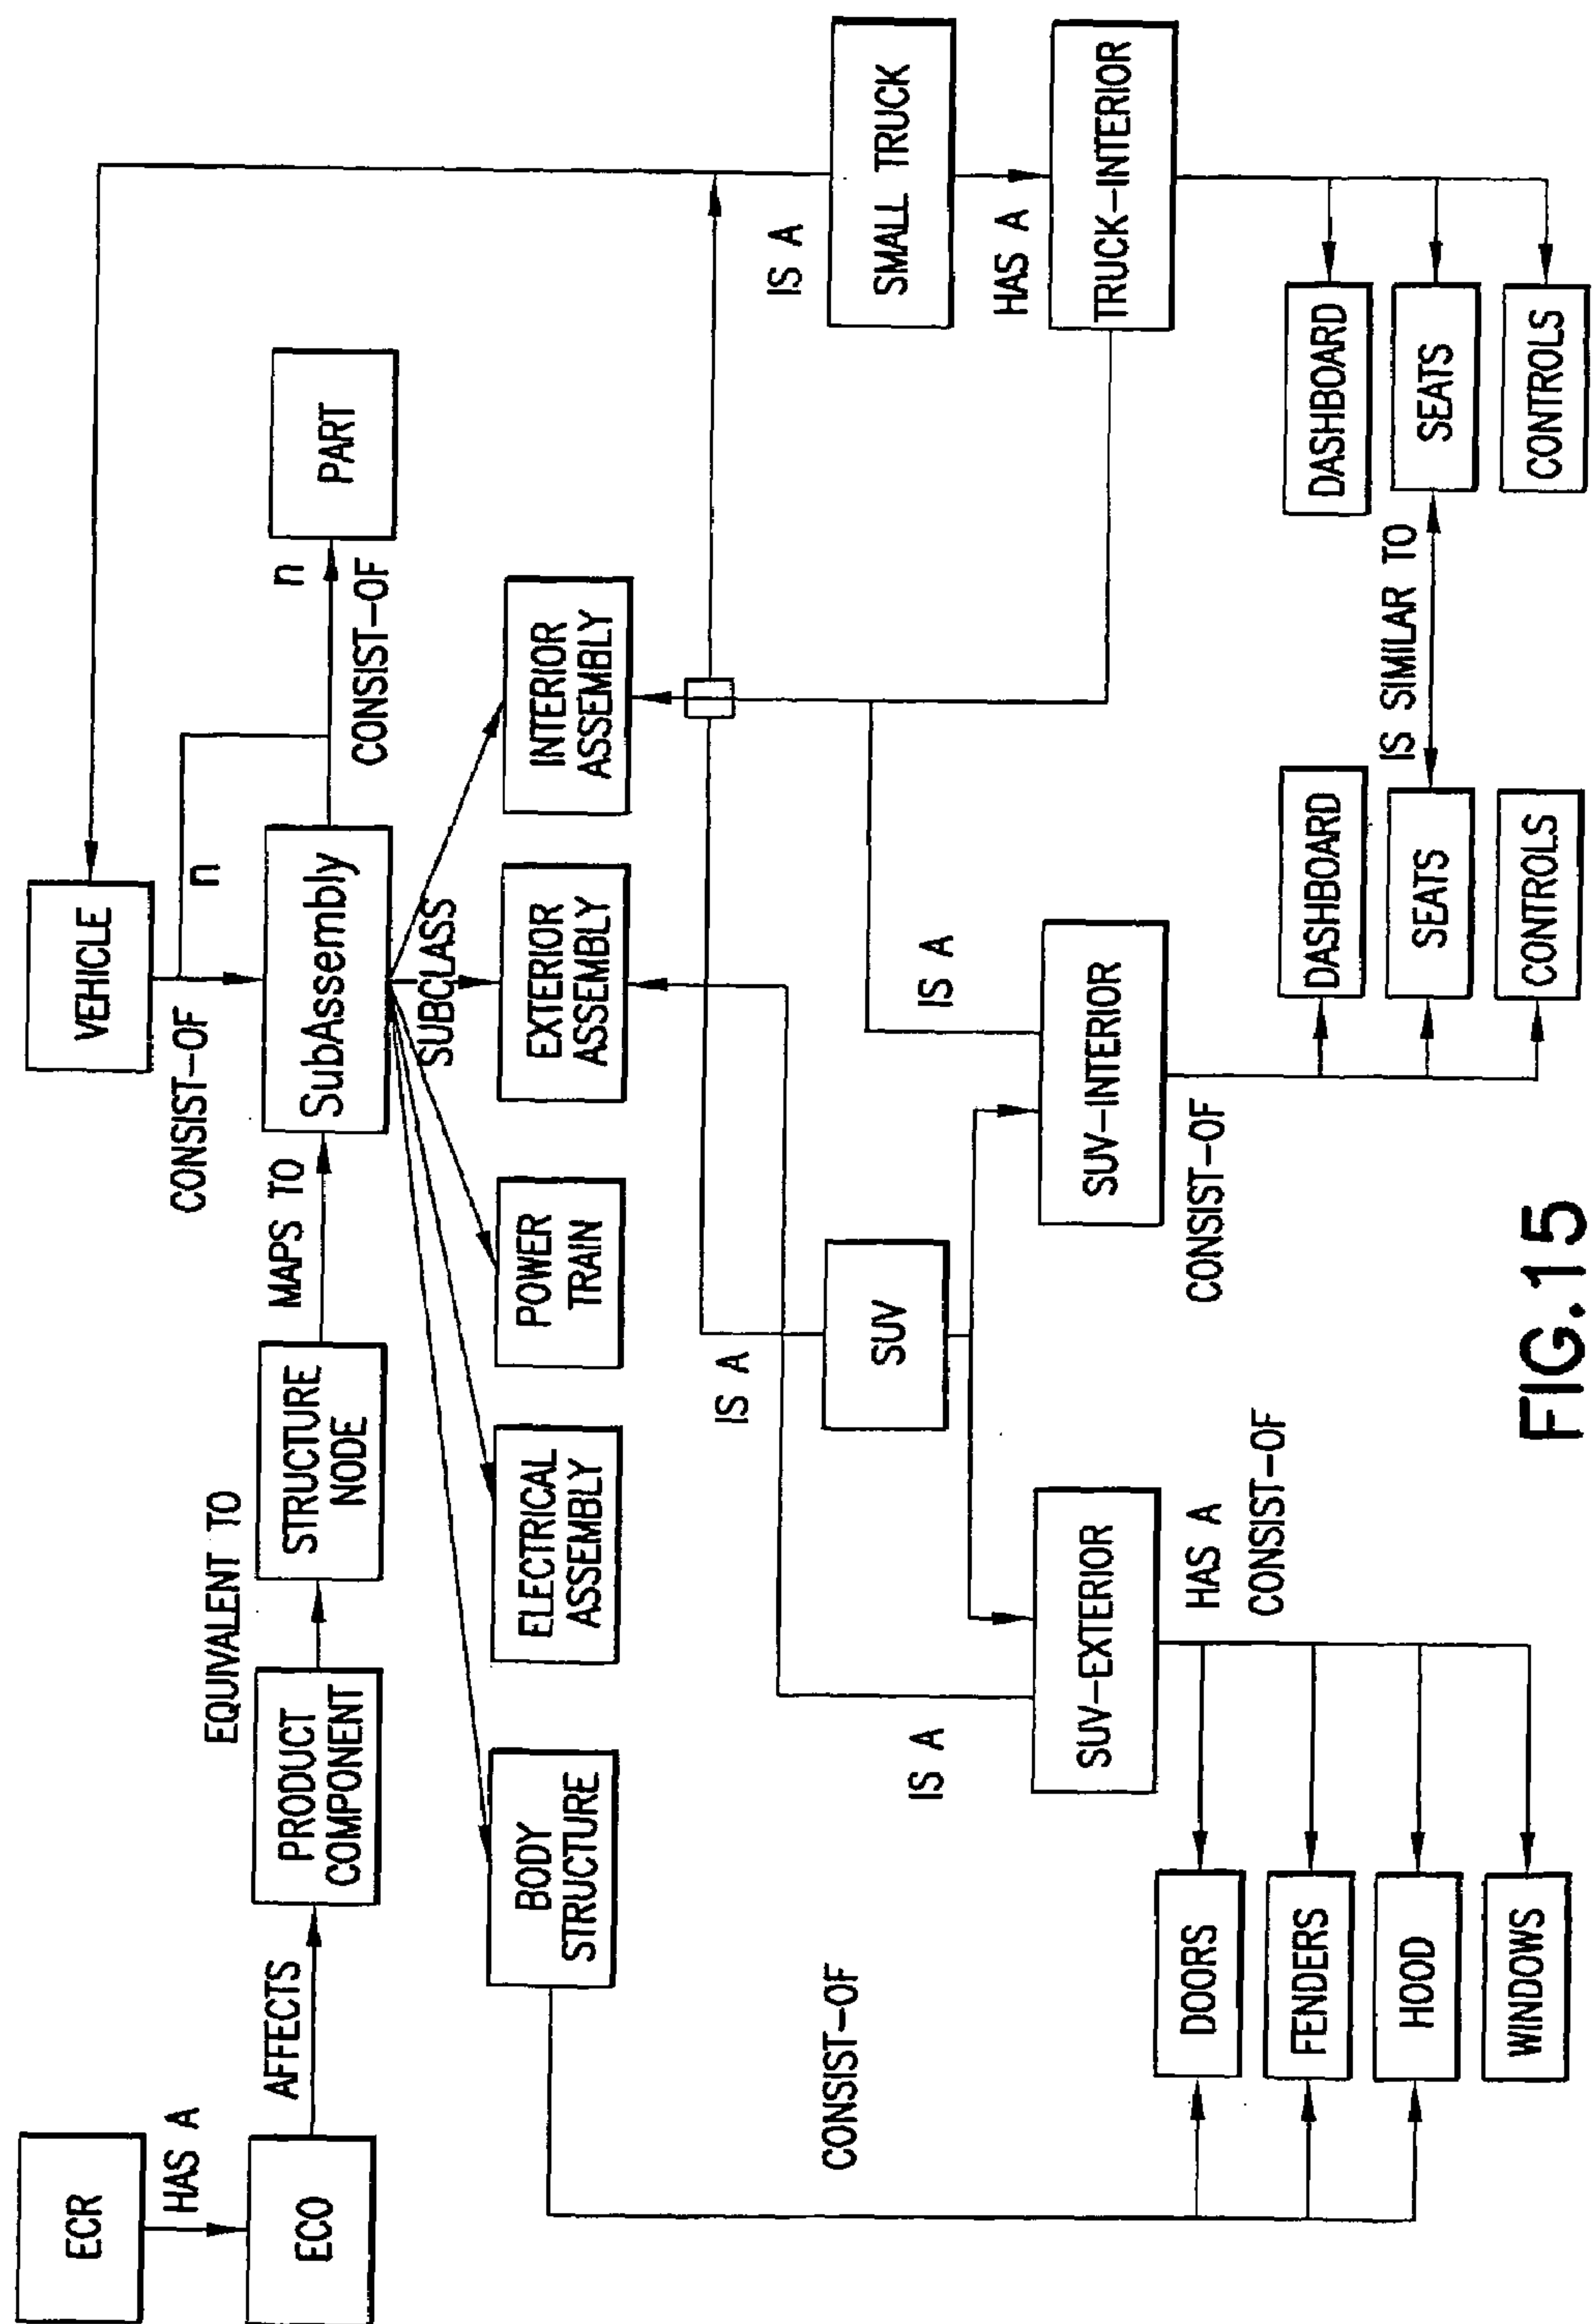 ECR
HAS A
ECO
AFFECTS
PRODUCT
COMPONENT
EQUIVALENT TO
STRUCTURE
NODE
MAPS TO
VEHICLE
CONSIST-OF
n
SubAssembly
n
CONSIST-OF
PART
SUBCLASS
BODY
STRUCTURE
ELECTRICAL
ASSEMBLY
POWER
TRAIN
EXTERIOR
ASSEMBLY
INTERIOR
ASSEMBLY
IS A
SUV
IS A
SMALL TRUCK
HAS A
TRUCK-INTERIOR
IS A
SUV-EXTERIOR
IS A
SUV-INTERIOR
CONSIST-OF
HAS A
CONSIST-OF
CONSIST-OF
DOORS
FENDERS
HOOD
WINDOWS
DASHBOARD
SEATS
CONTROLS
IS SIMILAR TO
DASHBOARD
SEATS
CONTROLS
FIG.15